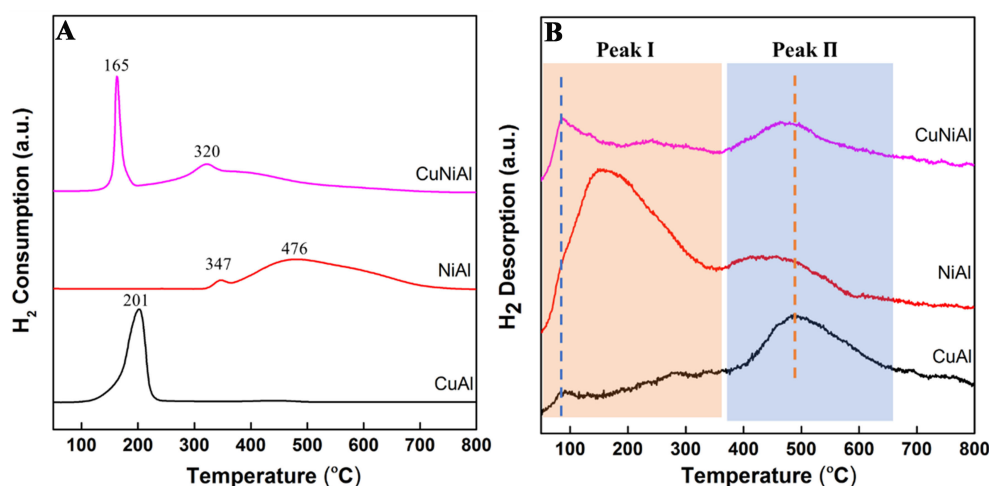 A
165
320
CuNiAl
347
476
NiAl
201
CuAl
H₂ Consumption (a.u.)
100 200 300 400 500 600 700 800
Temperature (°C)
B
Peak I
Peak Π
CuNiAl
NiAl
CuAl
H2 Desorption (a.u.)
100 200 300 400 500 600 700 800
Temperature (°C)